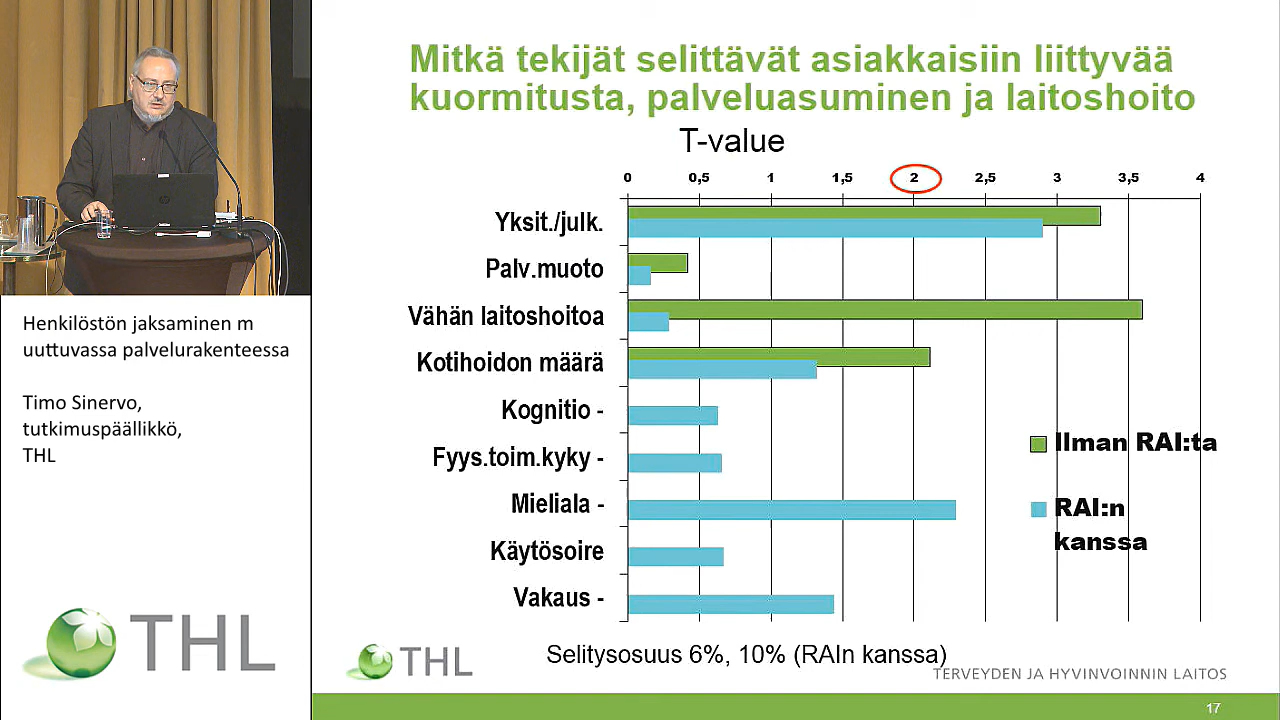 Mitkä tekijät selittävät asiakkaisiin liittyvää
kuormitusta, palveluasuminen ja laitoshoito
T-value
0 0,5 1 1,5 2 2,5 3 3,5 4
Yksit./julk.
Palv.muoto
Vähän laitoshoitoa
Kotihoidon määrä
Kognitio -
Fyys.toim.kyky -
Mieliala -
Käytösoire
Vakaus -
Ilman RAI:ta
RAI:n
kanssa
Selitysosuus 6%, 10% (RAIn kanssa)
THL
TERVEYDEN JA HYVINVOINNIN LAITOS
17
Henkilöstön jaksaminen m
uuttuvassa palvelurakenteessa
Timo Sinervo,
tutkimuspäällikkö,
THL
THL